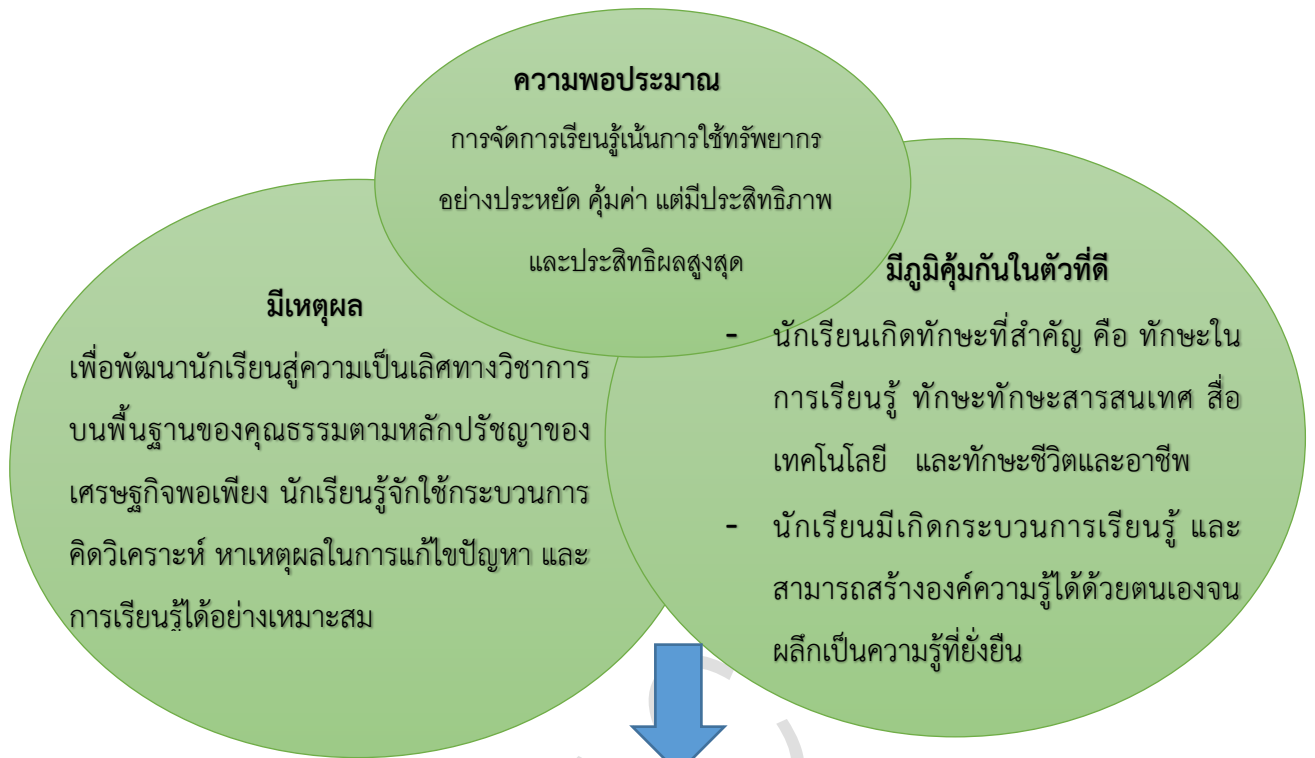 ความพอประมาณ
การจัดการเรียนรู้เน้นการใช้ทรัพยากร
อย่างประหยัด คุ้มค่า แต่มีประสิทธิภาพ
และประสิทธิผลสูงสุด
มีเหตุผล
เพื่อพัฒนานักเรียนสู่ความเป็นเลิศทางวิชาการ
บนพื้นฐานของคุณธรรมตามหลักปรัชญาของ
เศรษฐกิจพอเพียง นักเรียนรู้จักใช้กระบวนการ
คิดวิเคราะห์ หาเหตุผลในการแก้ไขปัญหา และ
การเรียนรู้ได้อย่างเหมาะสม
มีภูมิคุ้มกันในตัวที่ดี
- นักเรียนเกิดทักษะที่สำคัญ คือ ทักษะใน
การเรียนรู้ ทักษะทักษะสารสนเทศ สื่อ
เทคโนโลยี และทักษะชีวิตและอาชีพ
- นักเรียนมีเกิดกระบวนการเรียนรู้ และ
สามารถสร้างองค์ความรู้ได้ด้วยตนเองจน
ผลึกเป็นความรู้ที่ยั่งยืน